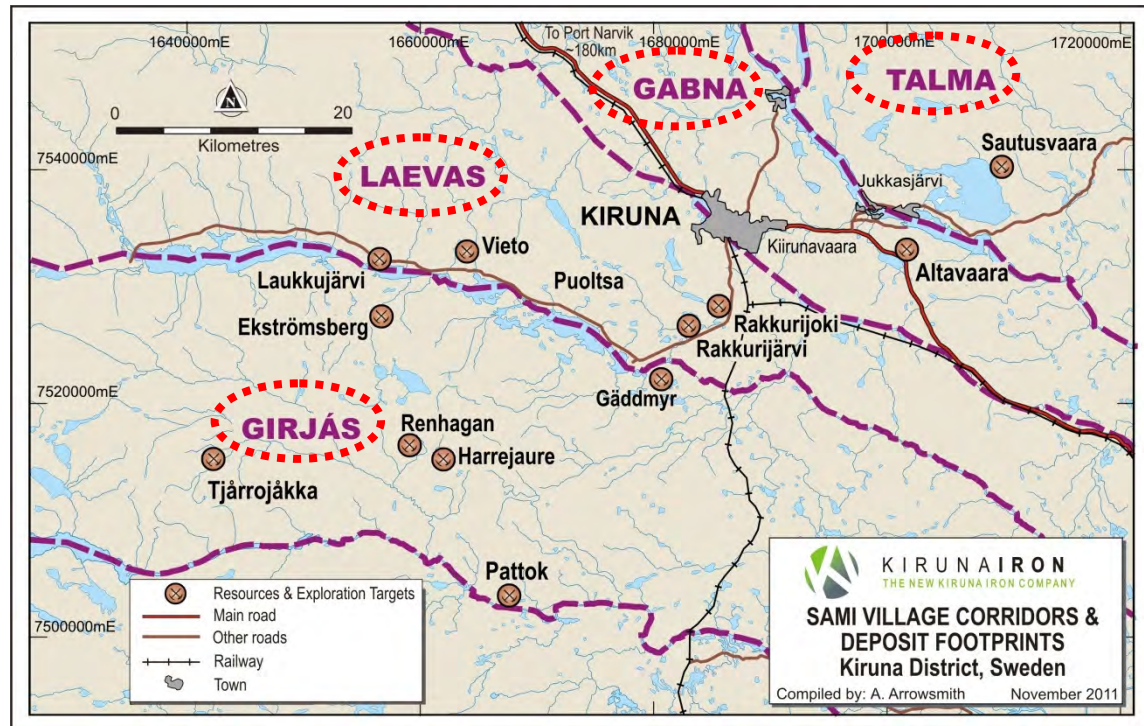 1640000mE
1660000mE
1680000mE
1700000mE
1720000mE
To Port Narvik
~180km
N
0
20
Kilometres
GABNA
TALMA
7540000mE
LAEVAS
Sautusvaara
Jukkasjärvi
KIRUNA
Kiirunavaara
Vieto
Altavaara
Laukkujärvi
Puoltsa
Ekströmsberg
Rakkurijoki
Rakkurijärvi
7520000mE
Gäddmyr
GIRJÁS
Renhagan
Harrejaure
Tjårrojåkka
Pattok
7500000mE
Resources & Exploration Targets
Main road
Other roads
Railway
Town
KIRUNAIRON
THE NEW KIRUNA IRON COMPANY
SAMI VILLAGE CORRIDORS &
DEPOSIT FOOTPRINTS
Kiruna District, Sweden
Compiled by: A. Arrowsmith November 2011